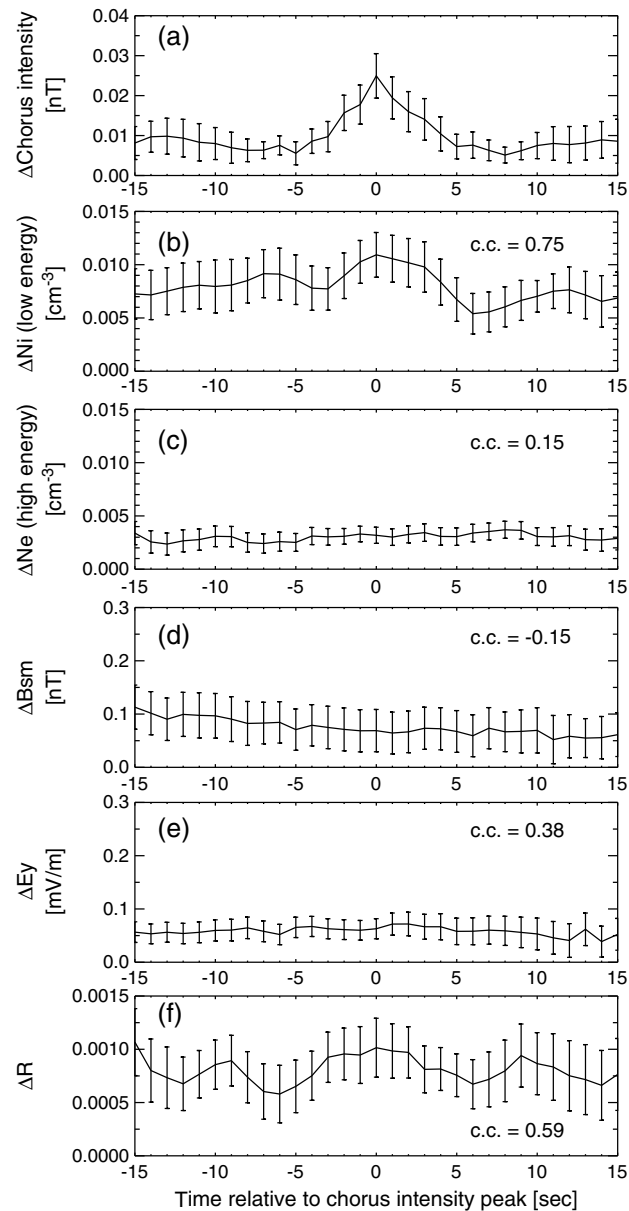 (a)
ΔChorus intensity
[nT]
0.04
0.03
0.02
0.01
0.00
-15 -10 -5 0 5 10 15
(b)
c.c. = 0.75
ΔNi (low energy)
[cm-3]
0.015
0.010
0.005
0.000
-15 -10 -5 0 5 10 15
(c)
c.c. = 0.15
ΔNe (high energy)
[cm-3]
0.015
0.010
0.005
0.000
-15 -10 -5 0 5 10 15
(d)
c.c. = -0.15
ΔBsm
[nT]
0.3
0.2
0.1
0.0
-15 -10 -5 0 5 10 15
(e)
c.c. = 0.38
ΔEy
[mV/m]
0.3
0.2
0.1
0.0
-15 -10 -5 0 5 10 15
(f)
ΔR
0.0015
0.0010
0.0005
0.0000
c.c. = 0.59
-15 -10 -5 0 5 10 15
Time relative to chorus intensity peak [sec]